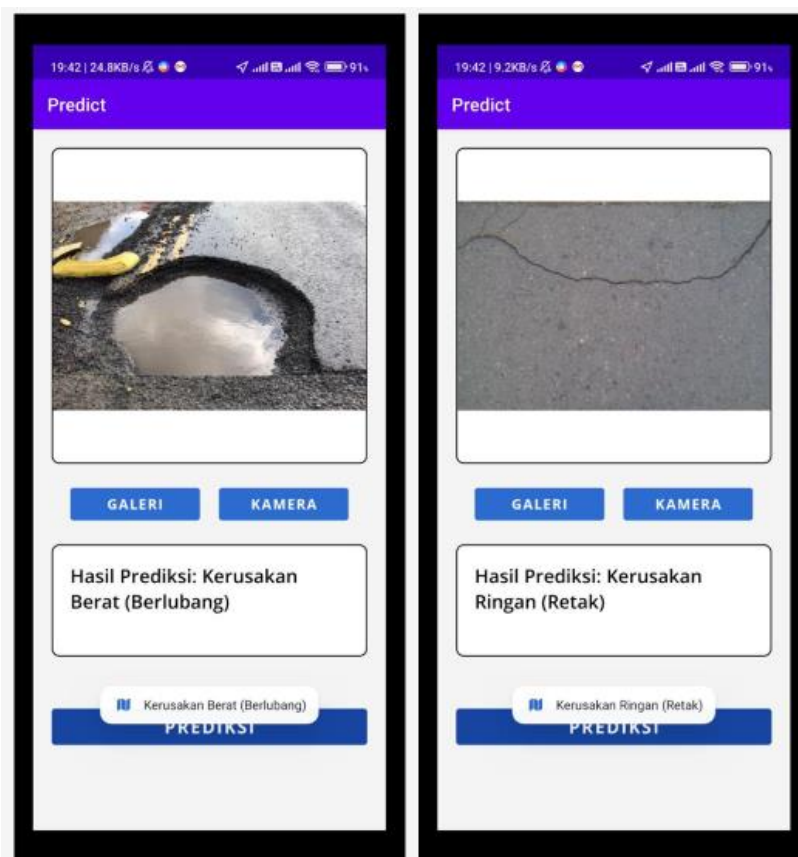 19:42 | 24.8KB/s
91%
Predict
GALERI
KAMERA
Hasil Prediksi: Kerusakan
Berat (Berlubang)
Kerusakan Berat (Berlubang)
PREDIKSI
19:42 | 9.2KB/s
91%
Predict
GALERI
KAMERA
Hasil Prediksi: Kerusakan
Ringan (Retak)
Kerusakan Ringan (Retak)
PREDIKSI